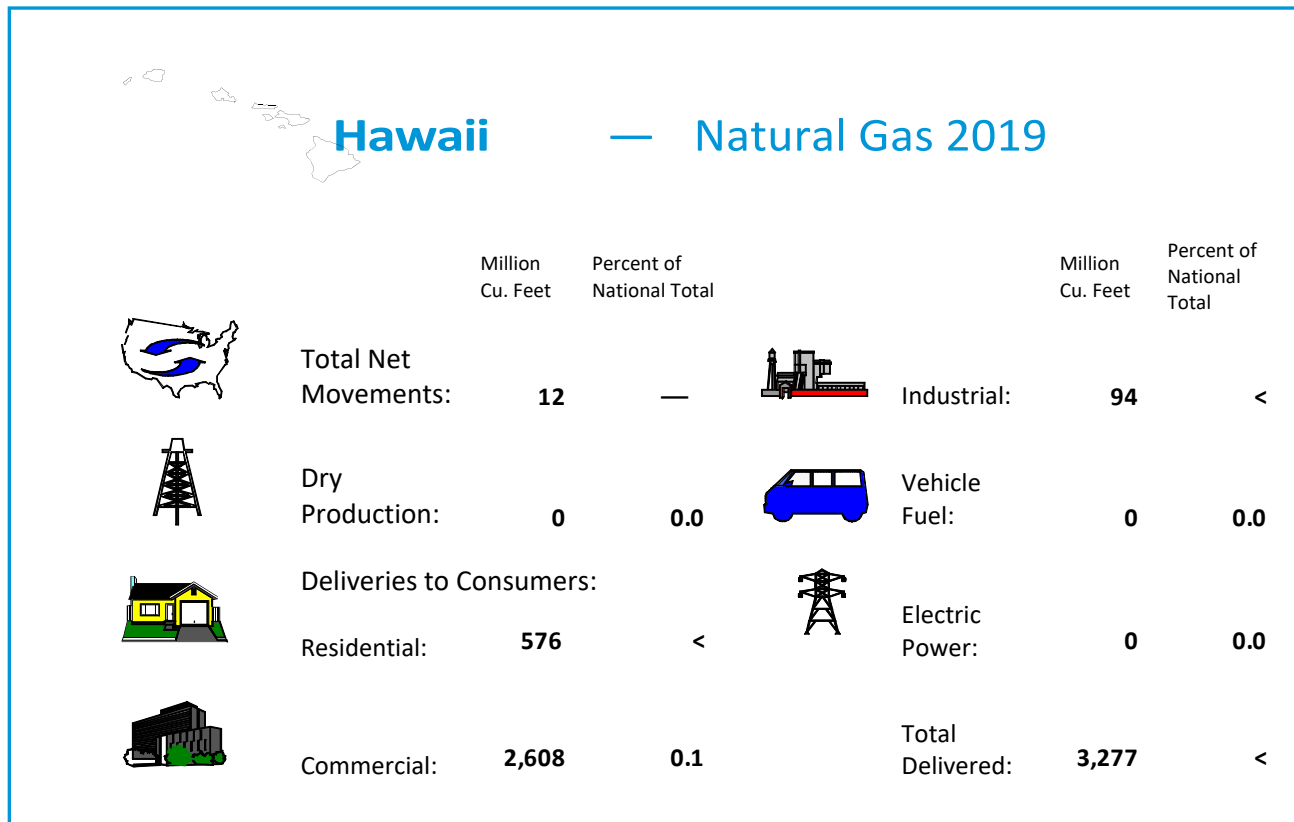 Hawaii — Natural Gas 2019
Million Cu. Feet
Percent of National Total
Total Net Movements: 12 —
Dry Production: 0 0.0
Deliveries to Consumers:
Residential: 576 <
Commercial: 2,608 0.1
Million Cu. Feet
Percent of National Total
Industrial: 94 <
Vehicle Fuel: 0 0.0
Electric Power: 0 0.0
Total Delivered: 3,277 <